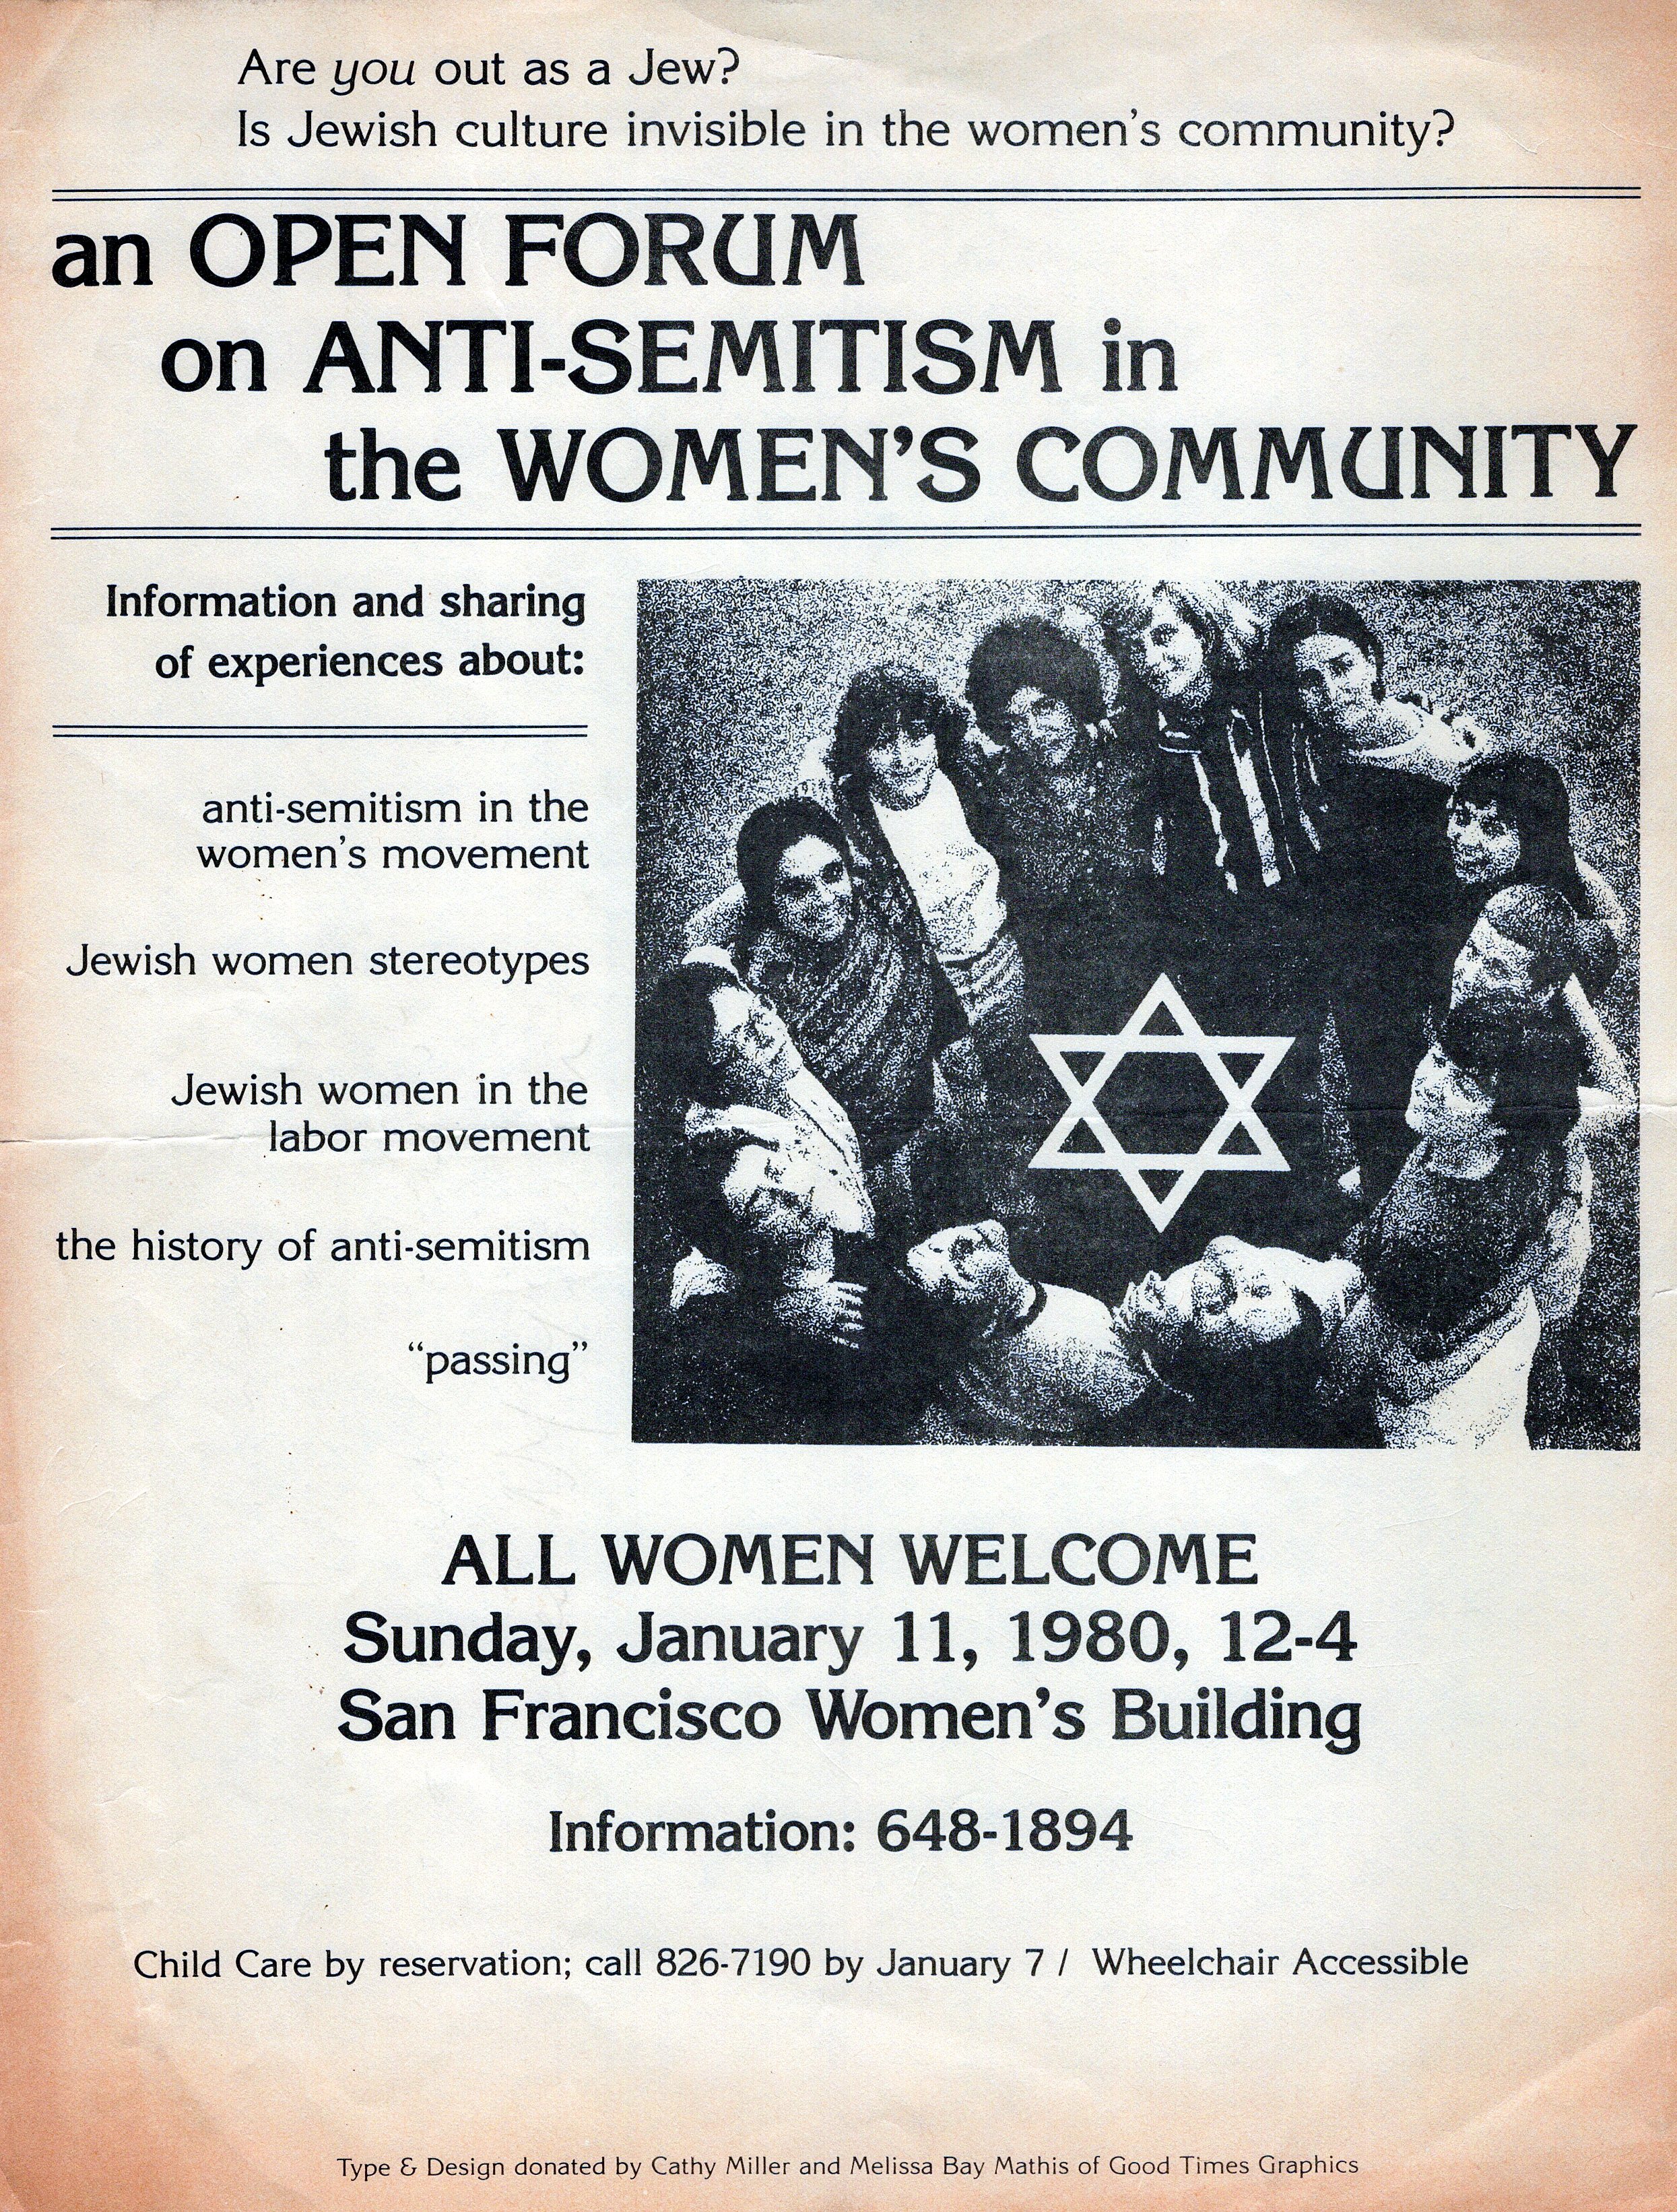 Are you out as a Jew?
Is Jewish culture invisible in the women's community?
an OPEN FORUM
on ANTI-SEMITISM in
the WOMEN'S COMMUNITY
Information and sharing
of experiences about:
anti-semitism in the
women's movement
Jewish women stereotypes
Jewish women in the
labor movement
the history of anti-semitism
“passing”
ALL WOMEN WELCOME
Sunday, January 11, 1980, 12-4
San Francisco Women's Building
Information: 648-1894
Child Care by reservation; call 826-7190 by January 7 / Wheelchair Accessible
Type & Design donated by Cathy Miller and Melissa Bay Mathis of Good Times Graphics